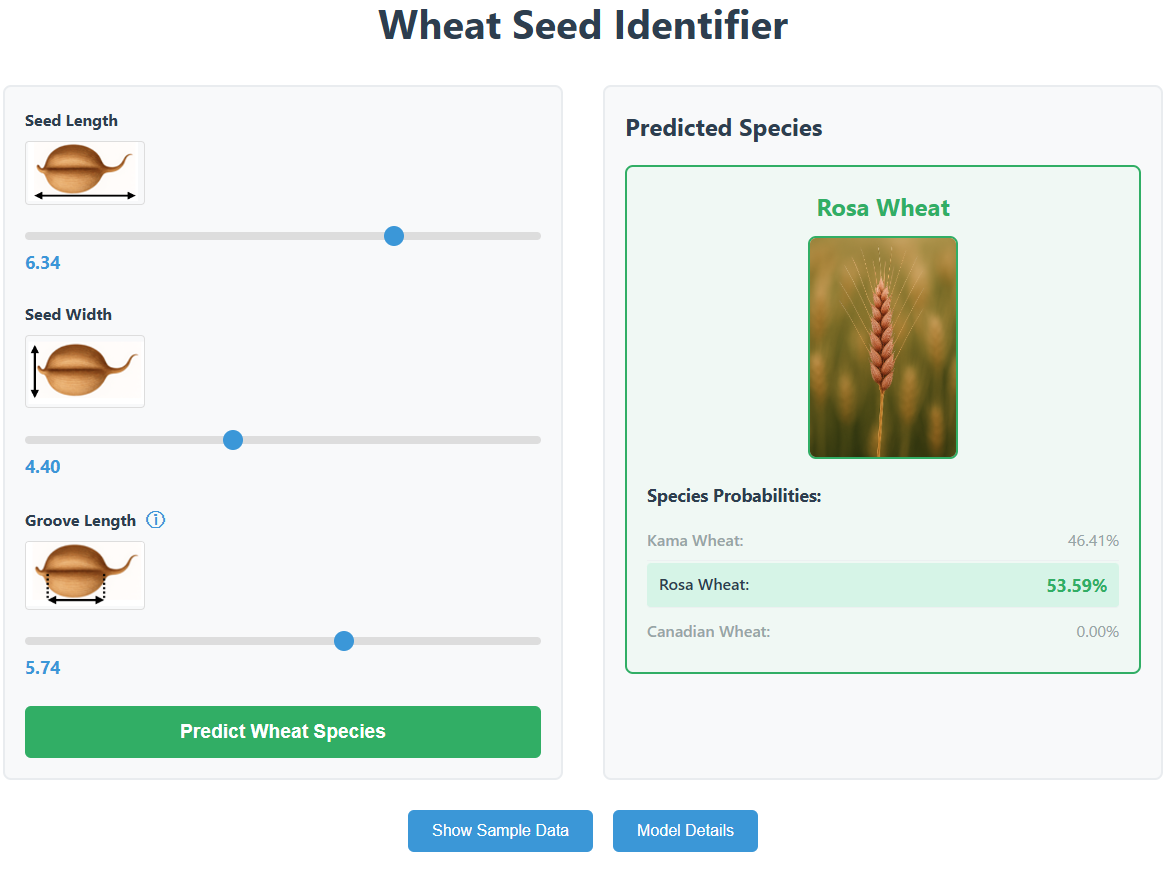 Wheat Seed Identifier
Seed Length
6.34
Seed Width
4.40
Groove Length ⓘ
5.74
Predict Wheat Species
Predicted Species
Rosa Wheat
Species Probabilities:
Kama Wheat: 46.41%
Rosa Wheat: 53.59%
Canadian Wheat: 0.00%
Show Sample Data
Model Details